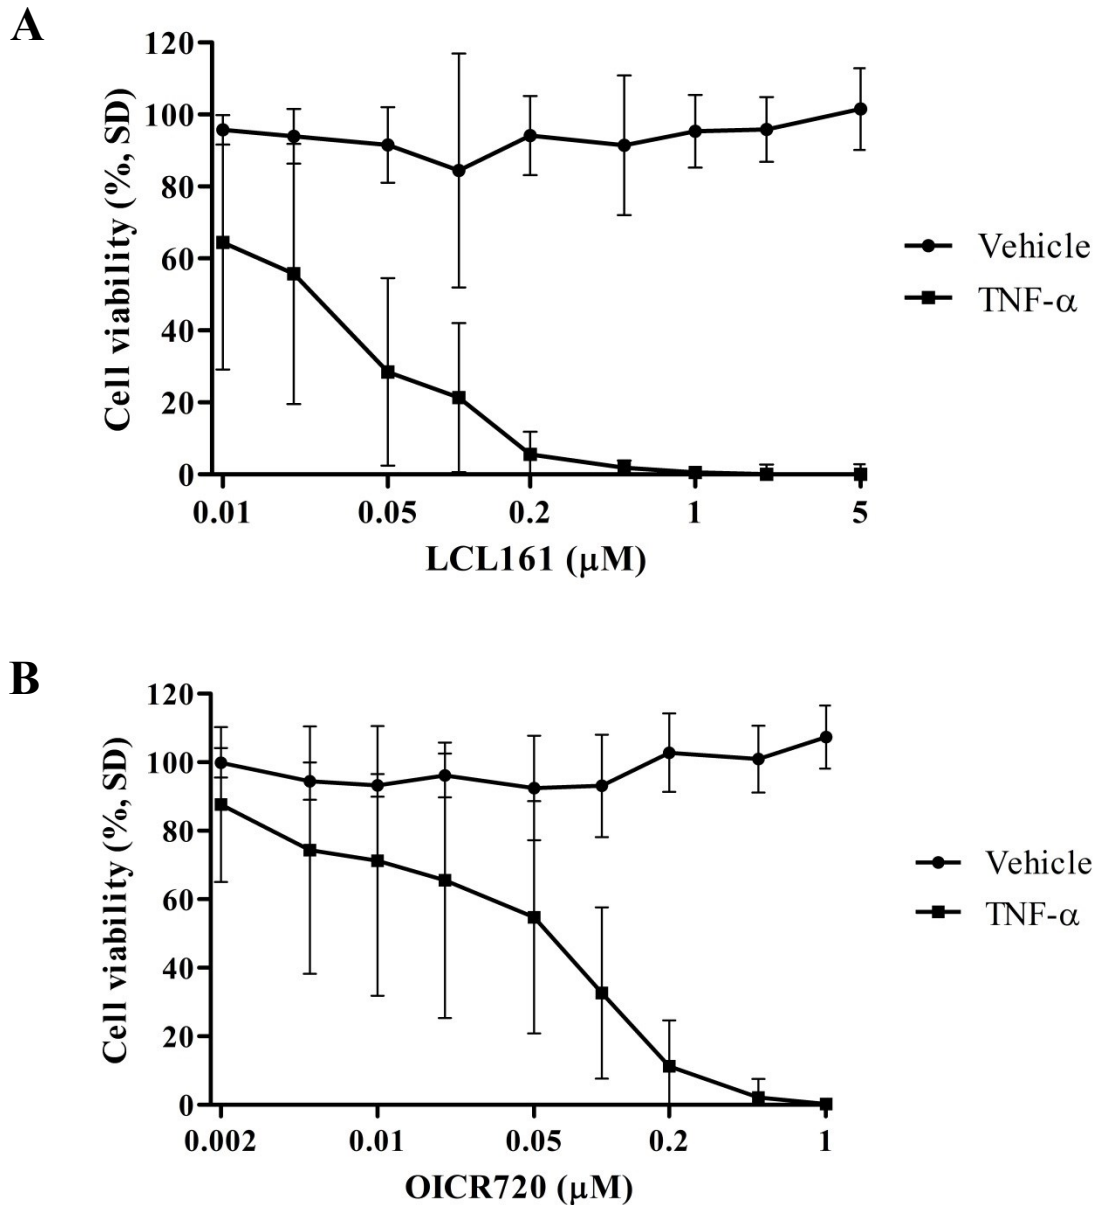 A
120
100
80
60
40
20
0
Cell viability (%, SD)
0.01 0.05 0.2 1 5
LCL161 (μM)
Vehicle
TNF-α
B
120
100
80
60
40
20
0
Cell viability (%, SD)
0.002 0.01 0.05 0.2 1
OICR720 (μM)
Vehicle
TNF-α